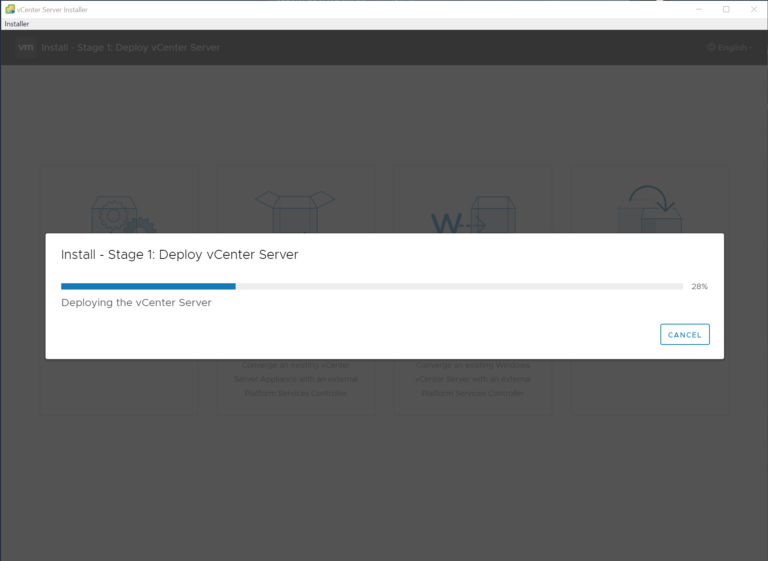 vCenter Server Installer
Installer
vm Install - Stage 1: Deploy vCenter Server
English
W
Install - Stage 1: Deploy vCenter Server
28%
Deploying the vCenter Server
CANCEL
Converge an existing vCenter
Server Appliance with an external
Platform Services Controller
Converge an existing Windows
vCenter Server with an external
Platform Services Controller